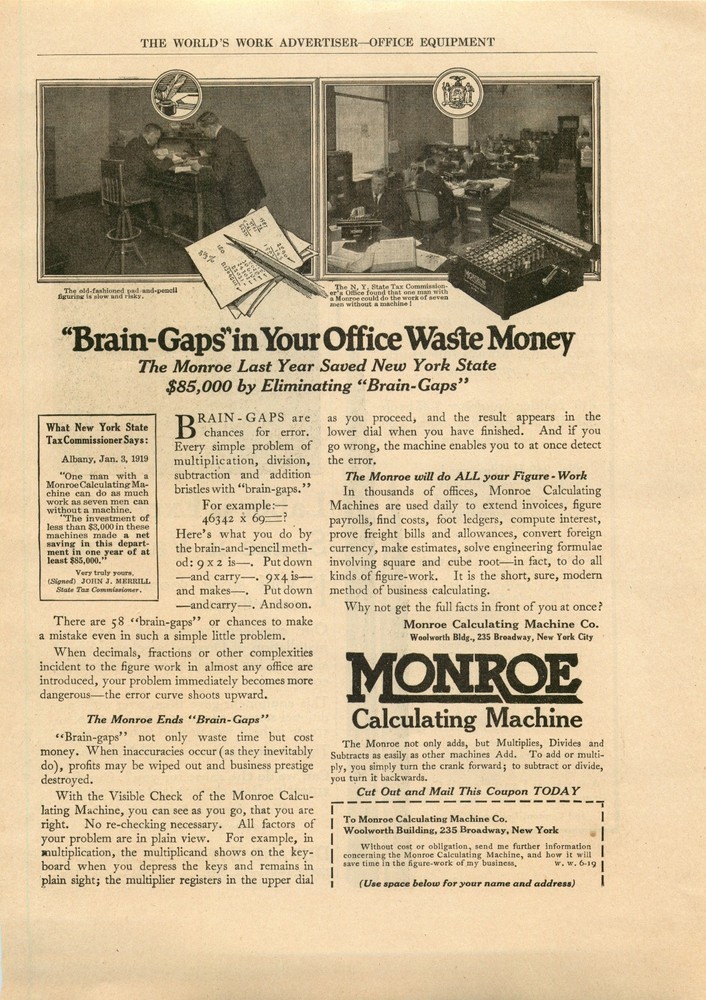 THE WORLD'S WORK ADVERTISER—OFFICE EQUIPMENT
The old-fashioned pad-and-pencil
figuring is slow and risky.
The N. Y. State Tax Commission-
er's Office found that one man with
a Monroe could do the work of seven
men without a machine!
MONROE
"Brain-Gaps" in Your Office Waste Money
The Monroe Last Year Saved New York State
$85,000 by Eliminating "Brain-Gaps"
What New York State
Tax Commissioner Says:
Albany, Jan. 3, 1919
"One man with a
Monroe Calculating Ma-
chine can do as much
work as seven men can
without a machine.
"The investment of
less than $3,000 in these
machines made a net
saving in this depart-
ment in one year of at
least $85,000."
Very truly yours,
(Signed) JOHN J. MERRILL
State Tax Commissioner.
BRAIN-GAPS are
chances for error.
Every simple problem of
multiplication, division,
subtraction and addition
bristles with "brain-gaps."
For example:—
46342 x 69=?
Here's what you do by
the brain-and-pencil meth-
od: 9 x 2 is—. Put down
—and carry—. 9x4 is—
and makes—. Put down
—and carry—. And so on.
There are 58 "brain-gaps" or chances to make
a mistake even in such a simple little problem.
When decimals, fractions or other complexities
incident to the figure work in almost any office are
introduced, your problem immediately becomes more
dangerous—the error curve shoots upward.
The Monroe Ends "Brain-Gaps"
"Brain-gaps" not only waste time but cost
money. When inaccuracies occur (as they inevitably
do), profits may be wiped out and business prestige
destroyed.
With the Visible Check of the Monroe Calcu-
lating Machine, you can see as you go, that you are
right. No re-checking necessary. All factors of
your problem are in plain view. For example, in
multiplication, the multiplicand shows on the key-
board when you depress the keys and remains in
plain sight; the multiplier registers in the upper dial
as you proceed, and the result appears in the
lower dial when you have finished. And if you
go wrong, the machine enables you to at once detect
the error.
The Monroe will do ALL your Figure-Work
In thousands of offices, Monroe Calculating
Machines are used daily to extend invoices, figure
payrolls, find costs, foot ledgers, compute interest,
prove freight bills and allowances, convert foreign
currency, make estimates, solve engineering formulae
involving square and cube root—in fact, to do all
kinds of figure-work. It is the short, sure, modern
method of business calculating.
Why not get the full facts in front of you at once?
Monroe Calculating Machine Co.
Woolworth Bldg., 235 Broadway, New York City
MONROE
Calculating Machine
The Monroe not only adds, but Multiplies, Divides and
Subtracts as easily as other machines Add. To add or multi-
ply, you simply turn the crank forward; to subtract or divide,
you turn it backwards.
Cut Out and Mail This Coupon TODAY
To Monroe Calculating Machine Co.
Woolworth Building, 235 Broadway, New York
Without cost or obligation, send me further information
concerning the Monroe Calculating Machine, and how it will
save time in the figure-work of my business. W. W. 6-19
(Use space below for your name and address)